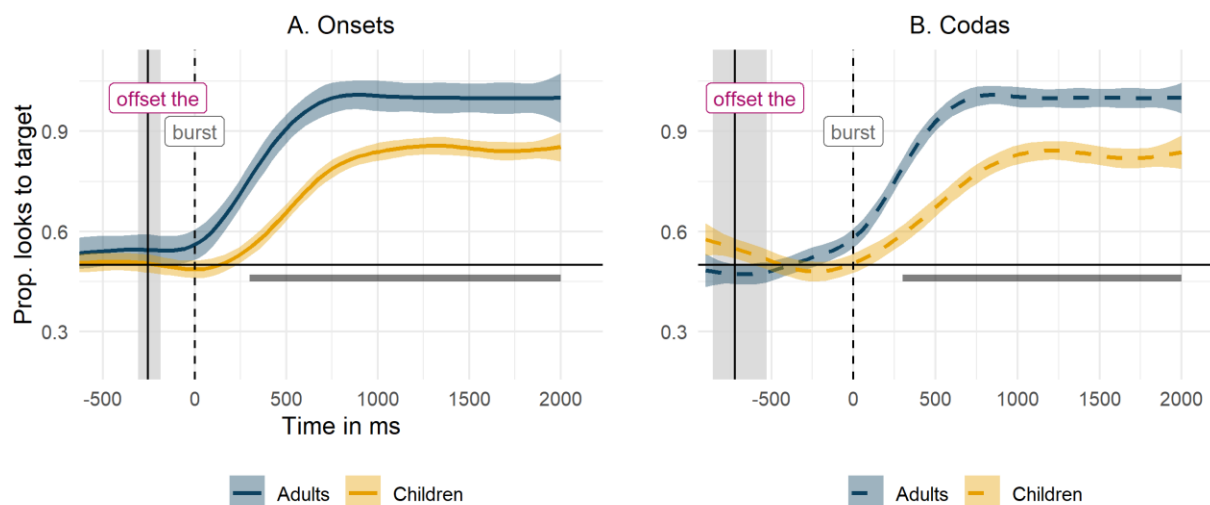 A. Onsets
B. Codas
Prop. looks to target
0.9
0.6
0.3
offset the
burst
-500
0
500
1000
1500
2000
Time in ms
Adults
Children
0.9
0.6
0.3
offset the
burst
-500
0
500
1000
1500
2000
Adults
Children